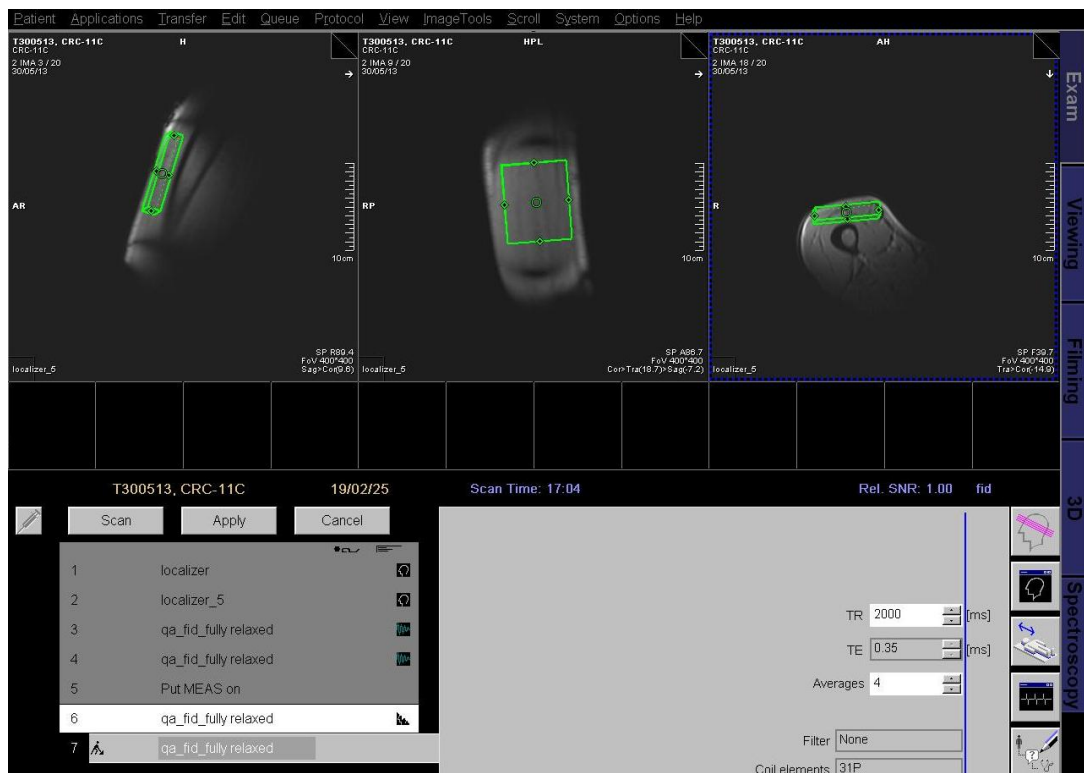 Patient Applications Transfer Edit Queue Protocol View ImageTools Scroll System Options Help
T300513, CRC-11C H
CRC-11C
2 IMA 3 / 20
30/05/13
AR
10cm
SP R89.4
FoV 400*400
localizer_5 Sag>Cor(9.6)
T300513, CRC-11C HPL
CRC-11C
2 IMA 9 / 20
30/05/13
RP
10cm
SP A86.7
FoV 400*400
localizer_5 Cor>Tra(18.7)>Sag(-7.2)
T300513, CRC-11C AH
CRC-11C
2 IMA 18 / 20
30/05/13
R
10cm
SP F39.7
FoV 400*400
localizer_5 Tra>Cor(-14.9)
Exam
Viewing
Filming
3D
Spectroscopy
T300513, CRC-11C 19/02/25 Scan Time: 17:04 Rel. SNR: 1.00 fid
Scan Apply Cancel
1 localizer
2 localizer_5
3 qa_fid_fully relaxed
4 qa_fid_fully relaxed
5 Put MEAS on
6 qa_fid_fully relaxed
7 qa_fid_fully relaxed
TR 2000 [ms]
TE 0.35 [ms]
Averages 4
Filter None
Coil elements 31P